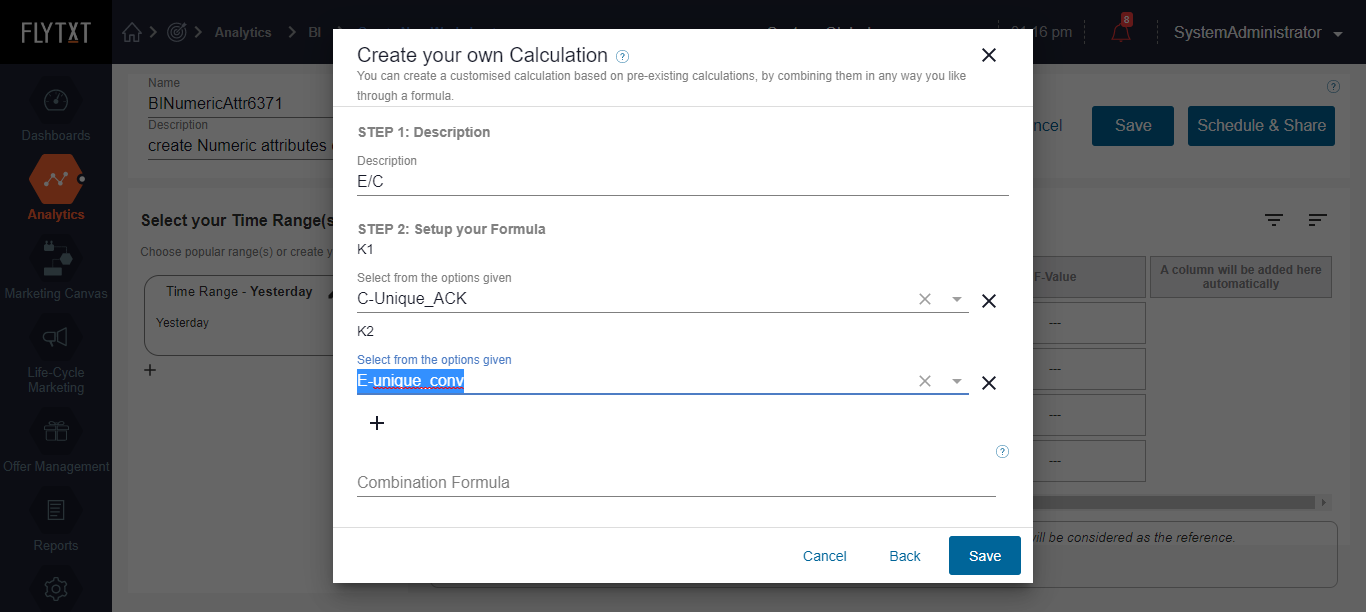 FLYTXT
Analytics
BI
16 pm
8
SystemAdministrator
Dashboards
Analytics
Marketing Canvas
Life-Cycle
Marketing
Offer Management
Reports
Name
BINumericAttr6371
Description
create Numeric attributes
Save
Schedule & Share
Select your Time Range(s
Choose popular range(s) or create y
Time Range - Yesterday
Yesterday
Create your own Calculation
You can create a customised calculation based on pre-existing calculations, by combining them in any way you like
through a formula.
STEP 1: Description
Description
E/C
STEP 2: Setup your Formula
K1
Select from the options given
C-Unique_ACK
K2
Select from the options given
E-unique_conv
Combination Formula
Cancel
Back
Save
F-Value
A column will be added here
automatically
---
---
---
---
will be considered as the reference.